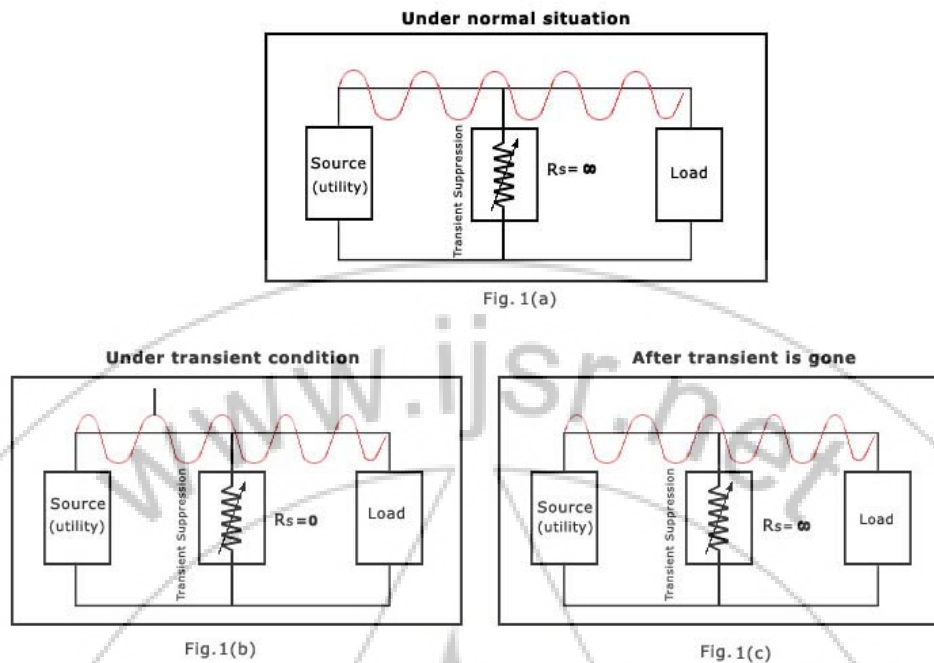 Under normal situation
Source
(utility)
Transient Suppression
Rs= ∞
Load
Fig. 1(a)
Under transient condition
Source
(utility)
Transient Suppression
Rs=0
Load
Fig.1(b)
After transient is gone
Source
(utility)
Transient Suppression
Rs= ∞
Load
Fig.1(c)
www.ijsr.net